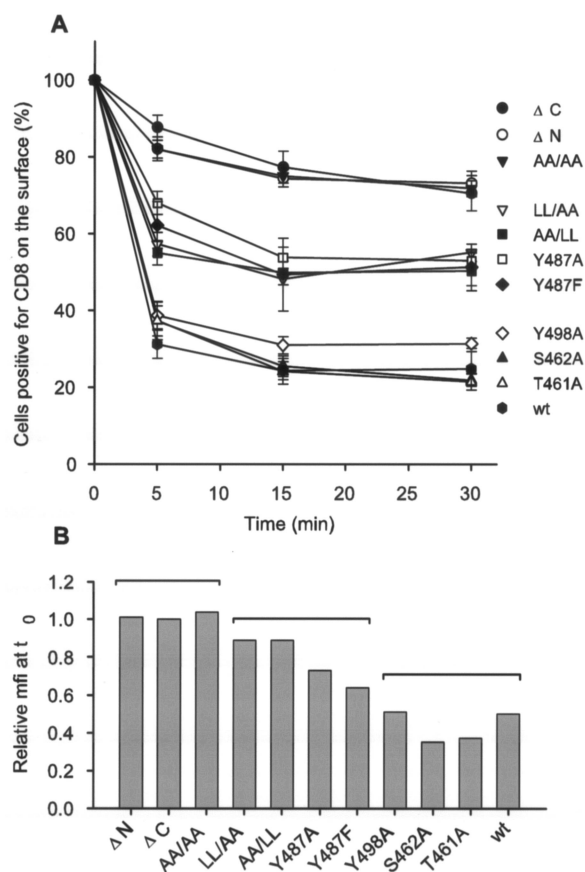 A
Cells positive for CD8 on the surface (%)
100
80
60
40
20
0
0 5 10 15 20 25 30
Time (min)
Δ C
Δ N
AA/AA
LL/AA
AA/LL
Y487A
Y487F
Y498A
S462A
T461A
wt
B
Relative mfi at t 0
1.2
1.0
0.8
0.6
0.4
0.2
0.0
Δ N Δ C AA/AA LL/AA AA/LL Y487A Y487F Y498A S462A T461A wt